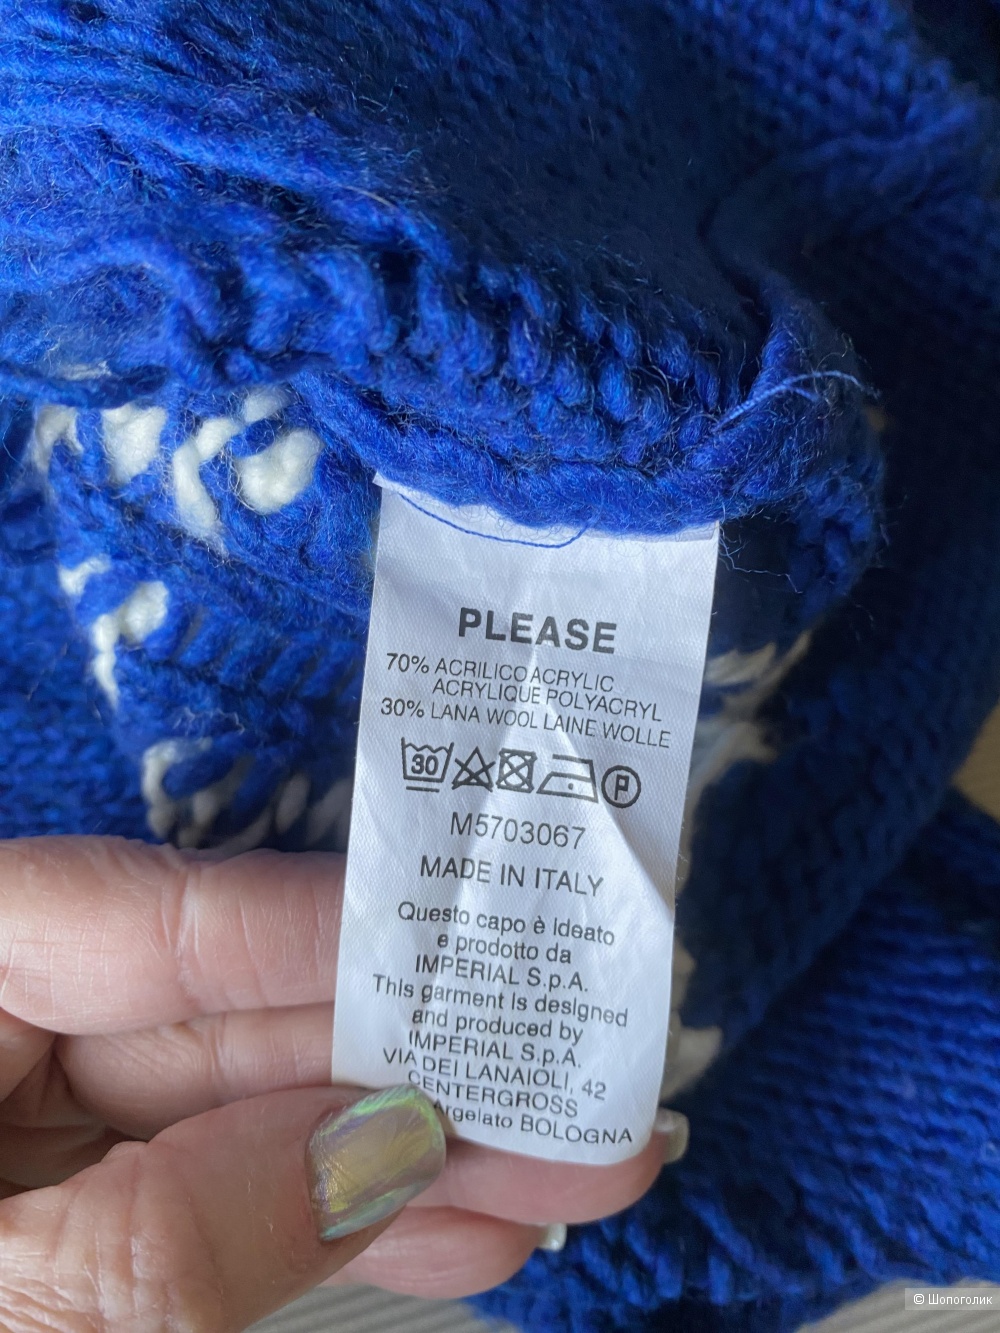 PLEASE
70% ACRILICO ACRYLIC
ACRYLIQUE POLYACRYL
30% LANA WOOL LAINE WOLLE
30 P
M5703067
MADE IN ITALY
Questo capo è ideato
e prodotto da
IMPERIAL S.p.A.
This garment is designed
and produced by
IMPERIAL S.p.A.
VIA DEI LANAIOLI, 42
CENTERGROSS
Argelato BOLOGNA
© Шопоголик